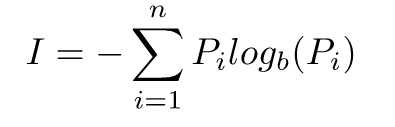 I = -\sum_{i=1}^{n} P_i log_b(P_i)